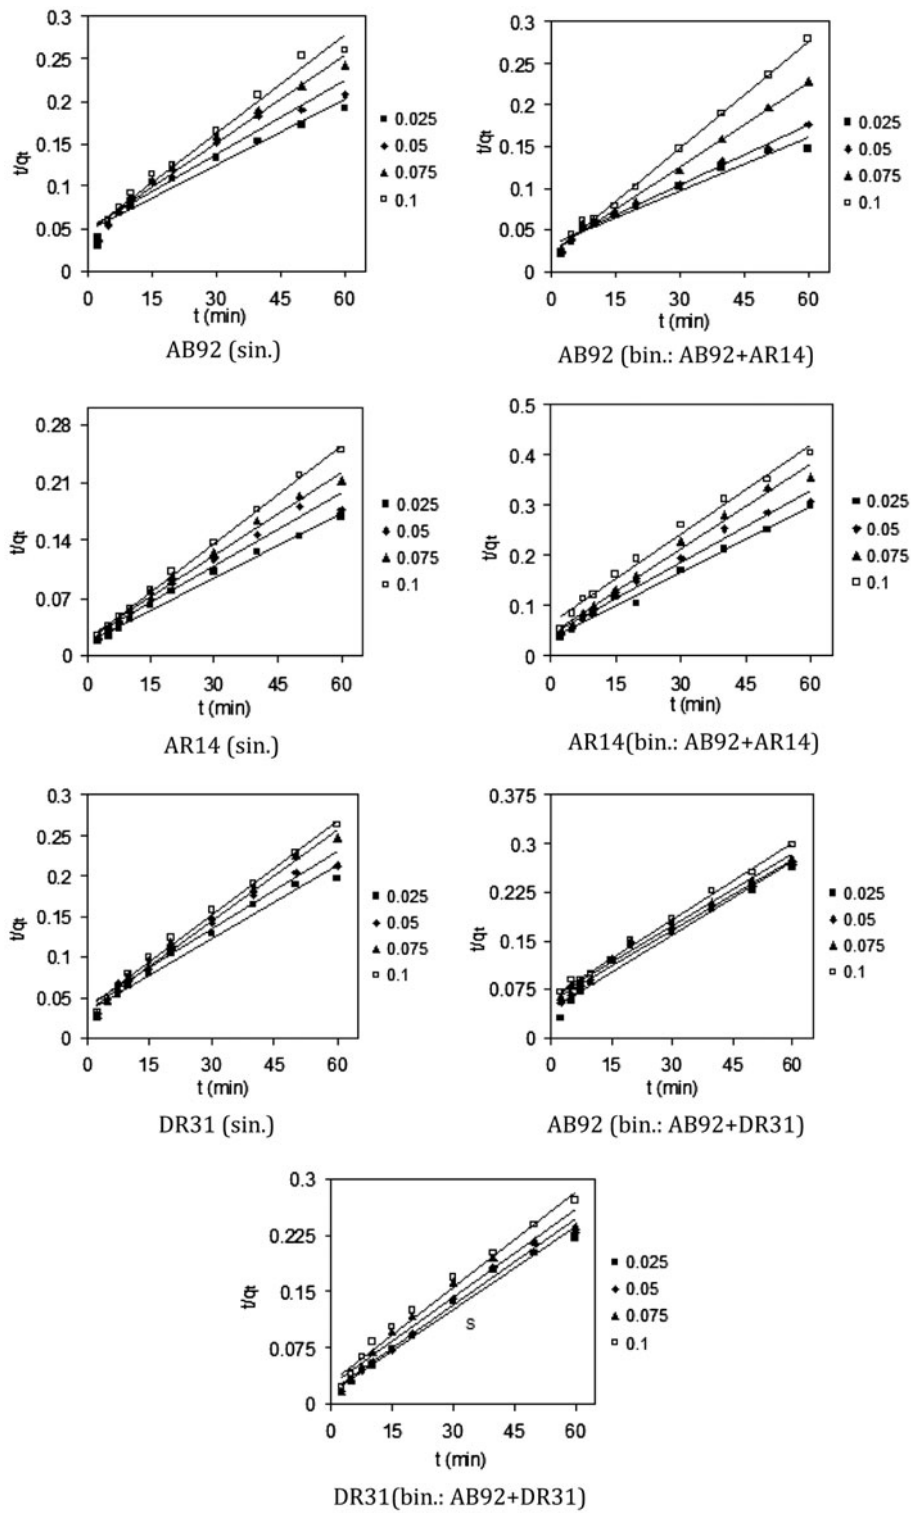 0.3
0.25
0.2
0.15
0.1
0.05
0
t/qt
0 15 30 45 60
t (min)
0.025
0.05
0.075
0.1
AB92 (sin.)
0.3
0.25
0.2
0.15
0.1
0.05
0
t/qt
0 15 30 45 60
t (min)
0.025
0.05
0.075
0.1
AB92 (bin.: AB92+AR14)
0.28
0.21
0.14
0.07
0
t/qt
0 15 30 45 60
t (min)
0.025
0.05
0.075
0.1
AR14 (sin.)
0.5
0.4
0.3
0.2
0.1
0
t/qt
0 15 30 45 60
t (min)
0.025
0.05
0.075
0.1
AR14(bin.: AB92+AR14)
0.3
0.25
0.2
0.15
0.1
0.05
0
t/qt
0 15 30 45 60
t (min)
0.025
0.05
0.075
0.1
DR31 (sin.)
0.375
0.3
0.225
0.15
0.075
0
t/qt
0 15 30 45 60
t (min)
0.025
0.05
0.075
0.1
AB92 (bin.: AB92+DR31)
0.3
0.225
0.15
0.075
0
t/qt
S
0 15 30 45 60
t (min)
0.025
0.05
0.075
0.1
DR31(bin.: AB92+DR31)